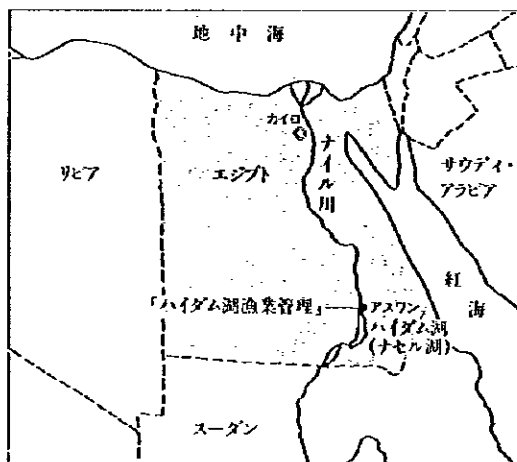 地中海
カイロ
ナイル川
リビア
エジプト
サウディ・
アラビア
紅海
「ハイダム湖漁業管理」
アスワン
ハイダム湖
(ナセル湖)
スーダン